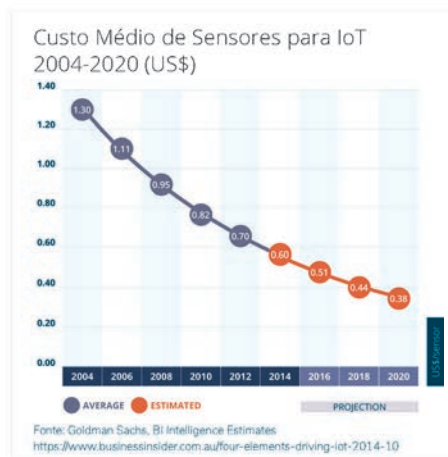 Custo Médio de Sensores para IoT
2004-2020 (US$)
1.40
1.30
1.20
1.11
1.00
0.95
0.82
0.80
0.70
0.60
0.60
0.51
0.44
0.40
0.38
0.20
0.00
US$/sensor
2004 2006 2008 2010 2012 2014 2016 2018 2020
AVERAGE ESTIMATED PROJECTION
Fonte: Goldman Sachs, BI Intelligence Estimates
https://www.businessinsider.com.au/four-elements-driving-iot-2014-10